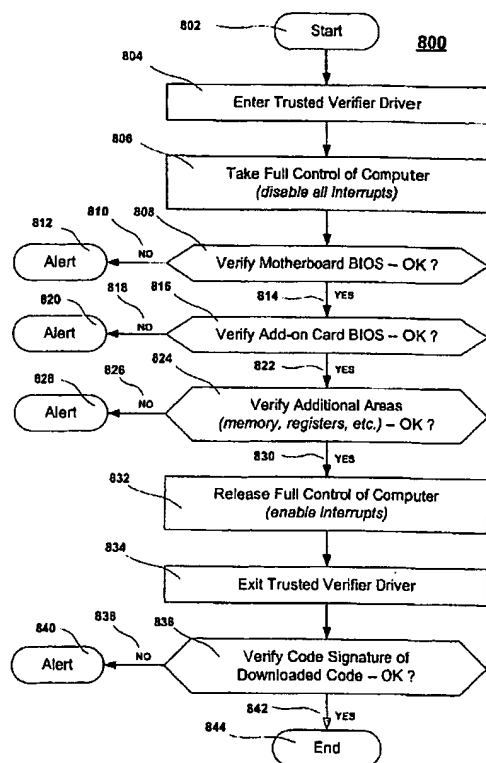 802
Start
800
804
Enter Trusted Verifier Driver
806
Take Full Control of Computer
(disable all Interrupts)
812
810
808
Alert
NO
Verify Motherboard BIOS – OK ?
820
818
816
814
YES
Alert
NO
Verify Add-on Card BIOS – OK ?
828
826
824
822
YES
Alert
NO
Verify Additional Areas
(memory, registers, etc.) – OK ?
830
YES
832
Release Full Control of Computer
(enable Interrupts)
834
Exit Trusted Verifier Driver
840
838
836
Alert
NO
Verify Code Signature of
Downloaded Code – OK ?
842
YES
844
End